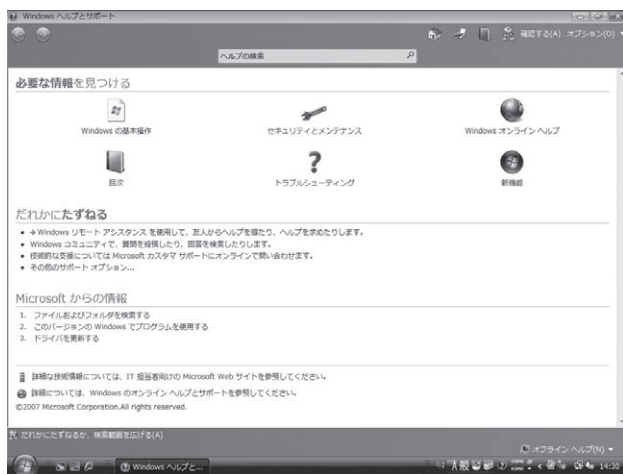 Windows ヘルプとサポート
確認する(A) オプション(O)
ヘルプの検索
必要な情報を見つける
Windows の基本操作
セキュリティとメンテナンス
Windows オンライン ヘルプ
目次
トラブルシューティング
新機能
だれかにたずねる
Windows リモート アシスタンス を使用して、友人からヘルプを得たり、ヘルプを求めたりします。
Windows コミュニティで、質問を投稿したり、回答を検索したりします。
技術的な支援については Microsoft カスタマ サポートにオンラインで問い合わせます。
その他のサポート オプション...
Microsoft からの情報
1. ファイルおよびフォルダを検索する
2. このバージョンの Windows でプログラムを使用する
3. ドライバを更新する
詳細な技術情報については、IT 担当者向けの Microsoft Web サイトを参照してください。
詳細については、Windows のオンライン ヘルプとサポートを参照してください。
©2007 Microsoft Corporation.All rights reserved.
だれかにたずねるか、検索範囲を広げる(A)
オフライン ヘルプ(N)
Windows ヘルプと...
A 般
14:20